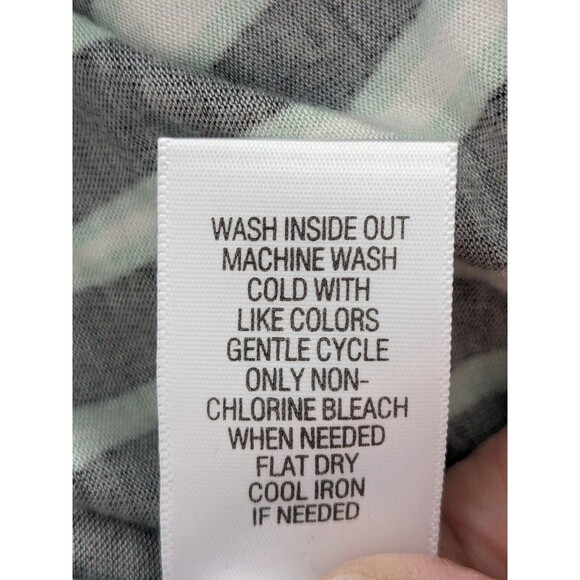 WASH INSIDE OUT
MACHINE WASH
COLD WITH
LIKE COLORS
GENTLE CYCLE
ONLY NON-
CHLORINE BLEACH
WHEN NEEDED
FLAT DRY
COOL IRON
IF NEEDED